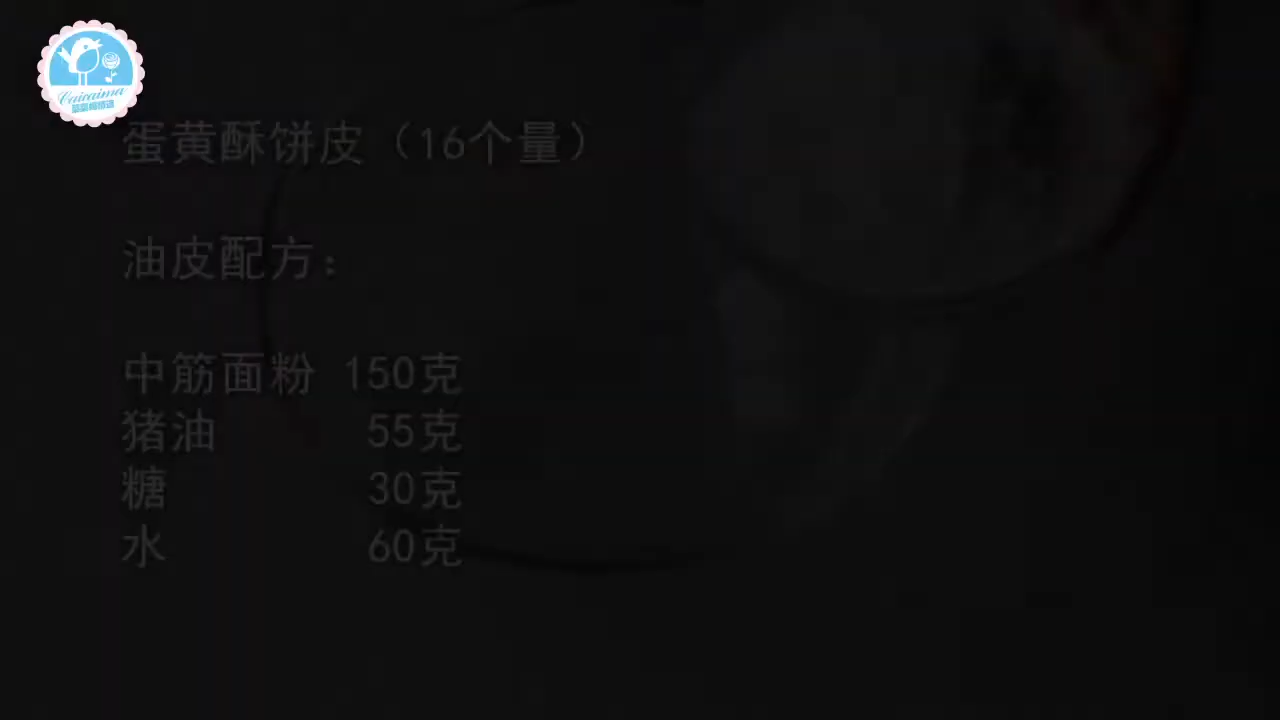 Caicaima
蛋黄酥饼皮（16个量）
油皮配方：
中筋面粉 150克
猪油 55克
糖 30克
水 60克